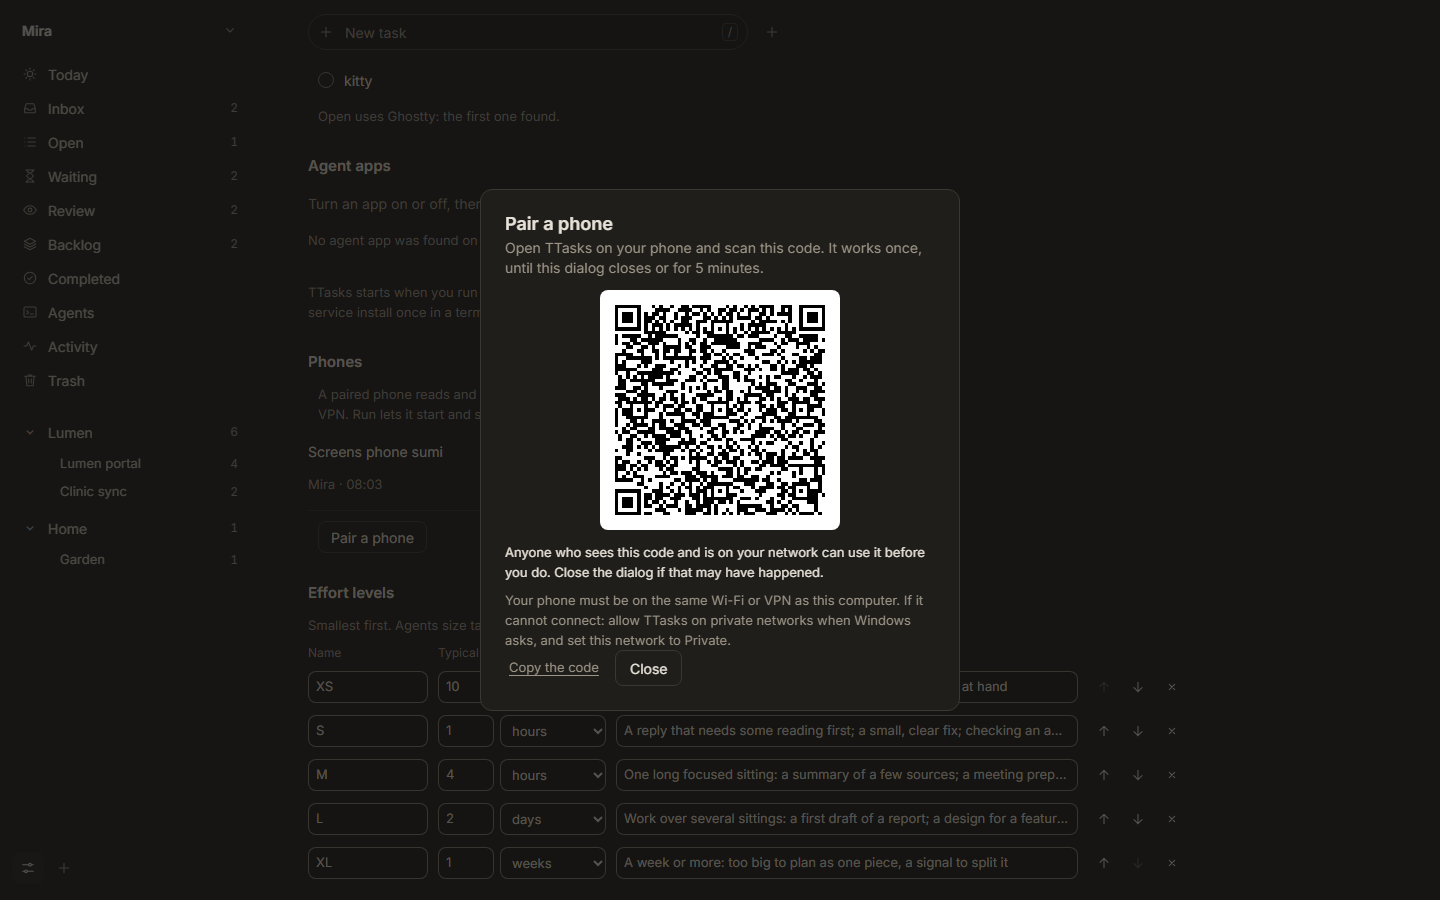 Mira
Today
Inbox 2
Open 1
Waiting 2
Review 2
Backlog 2
Completed
Agents
Activity
Trash
Lumen 6
Lumen portal 4
Clinic sync 2
Home 1
Garden 1
New task /
kitty
Open uses Ghostty: the first one found.
Agent apps
Turn an app on or off, then
No agent app was found on
TTasks starts when you run
service install once in a term
Phones
A paired phone reads and
VPN. Run lets it start and s
Screens phone sumi
Mira · 08:03
Pair a phone
Effort levels
Smallest first. Agents size ta
Name Typical
XS 10 at hand
S 1 hours A reply that needs some reading first; a small, clear fix; checking an a...
M 4 hours One long focused sitting: a summary of a few sources; a meeting prep...
L 2 days Work over several sittings: a first draft of a report; a design for a featur...
XL 1 weeks A week or more: too big to plan as one piece, a signal to split it
Pair a phone
Open TTasks on your phone and scan this code. It works once,
until this dialog closes or for 5 minutes.
Anyone who sees this code and is on your network can use it before
you do. Close the dialog if that may have happened.
Your phone must be on the same Wi-Fi or VPN as this computer. If it
cannot connect: allow TTasks on private networks when Windows
asks, and set this network to Private.
Copy the code Close